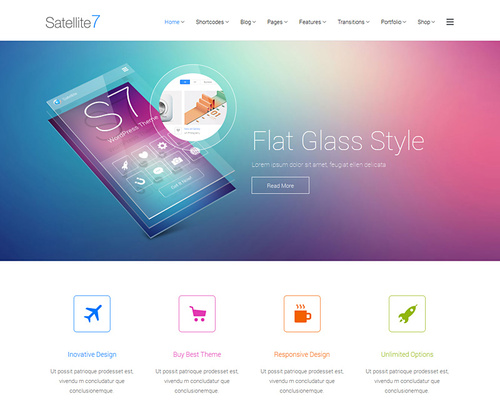 Satellite7
Home Shortcodes Blog Pages Features Transitions Portfolio Shop
S7
WordPress Theme
Flat Glass Style
Lorem ipsum dolor sit amet, feugiat elien delicata
Read More
Inovative Design Buy Best Theme Responsive Design Unlimited Options
Ut possit patrioque prodesset est, Ut possit patrioque prodesset est, Ut possit patrioque prodesset est, Ut possit patrioque prodesset est,
vivendu m concludatur que vivendu m concludatur que vivendu m concludatur que vivendu m concludatur que
conclusionemque. conclusionemque. conclusionemque. conclusionemque.